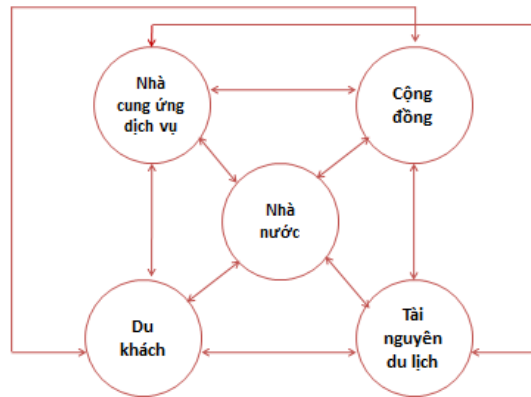 Nhà
cung ứng
dịch vụ
Cộng
đồng
Nhà
nước
Du
khách
Tài
nguyên
du lịch